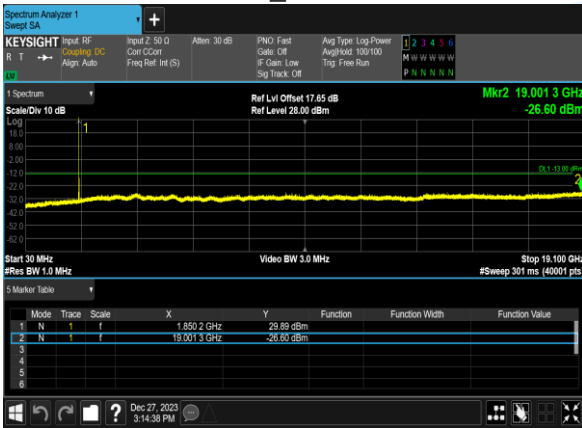 Spectrum Analyzer 1
Swept SA
KEYSIGHT Input: RF Input Z: 50 Ω Atten: 30 dB PNO: Fast Avg Type: Log-Power 1 2 3 4 5 6
R T Coupling: DC Corr CCorr Gate: Off Avg|Hold: 100/100 M W W W W W
Align: Auto Freq Ref: Int (S) IF Gain: Low Trig: Free Run
LU Sig Track: Off P N N N N N
1 Spectrum Ref Lvl Offset 17.65 dB Mkr2 19.001 3 GHz
Scale/Div 10 dB Ref Level 28.00 dBm -26.60 dBm
Log
18.0
8.00
-2.00
-12.0
-22.0
-32.0
-42.0
-52.0
-62.0
1
DL1 -13.00 dBm
2
Start 30 MHz Video BW 3.0 MHz Stop 19.100 GHz
#Res BW 1.0 MHz #Sweep 301 ms (40001 pts
5 Marker Table
Mode Trace Scale X Y Function Function Width Function Value
1 N 1 f 1.850 2 GHz 29.89 dBm
2 N 1 f 19.001 3 GHz -26.60 dBm
3
4
5
6
? Dec 27, 2023
3:14:38 PM